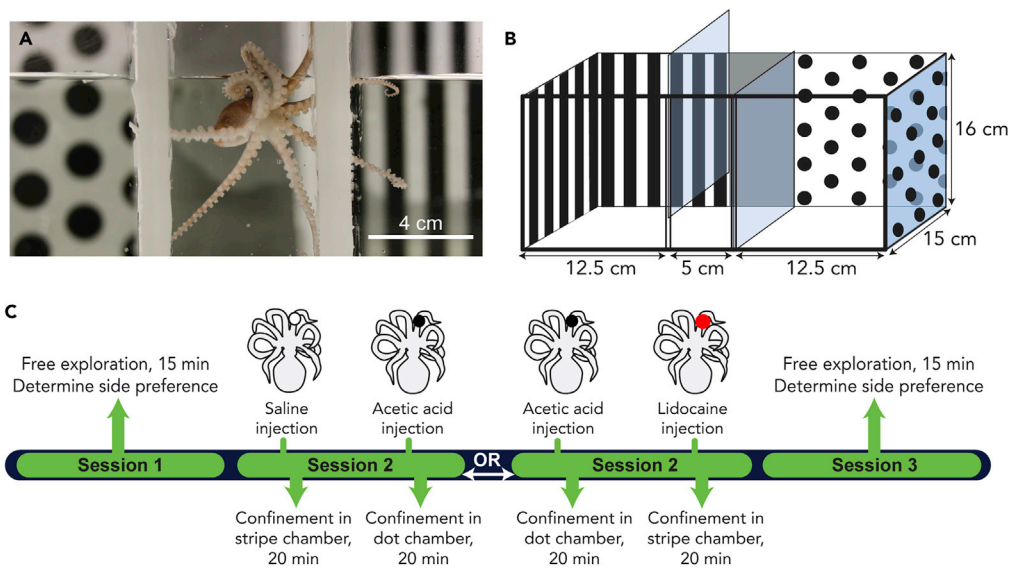 A
4 cm
B
16 cm
15 cm
12.5 cm
5 cm
12.5 cm
C
Free exploration, 15 min
Determine side preference
Saline
injection
Acetic acid
injection
Acetic acid
injection
Lidocaine
injection
Free exploration, 15 min
Determine side preference
Session 1
Session 2
OR
Session 2
Session 3
Confinement in
stripe chamber,
20 min
Confinement in
dot chamber,
20 min
Confinement in
dot chamber,
20 min
Confinement in
stripe chamber,
20 min